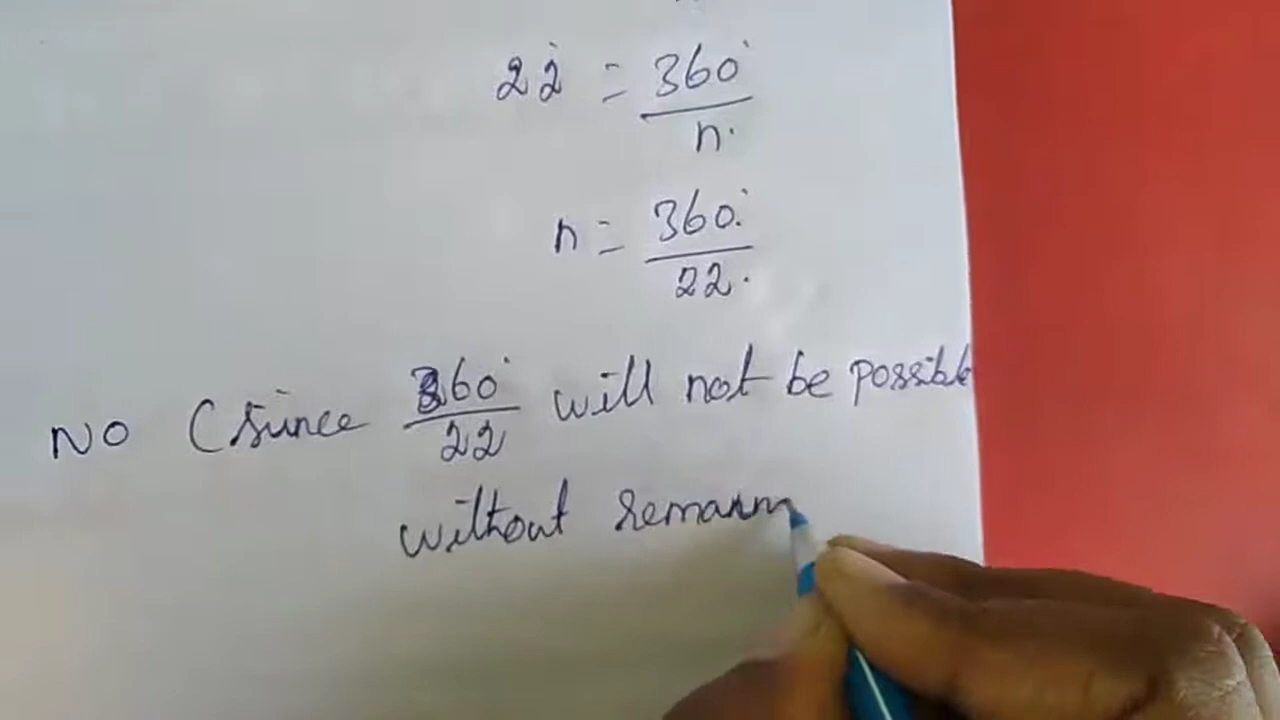 22° = 360° / n.
n = 360° / 22.
NO (since 360° / 22 will not be possible
without remain